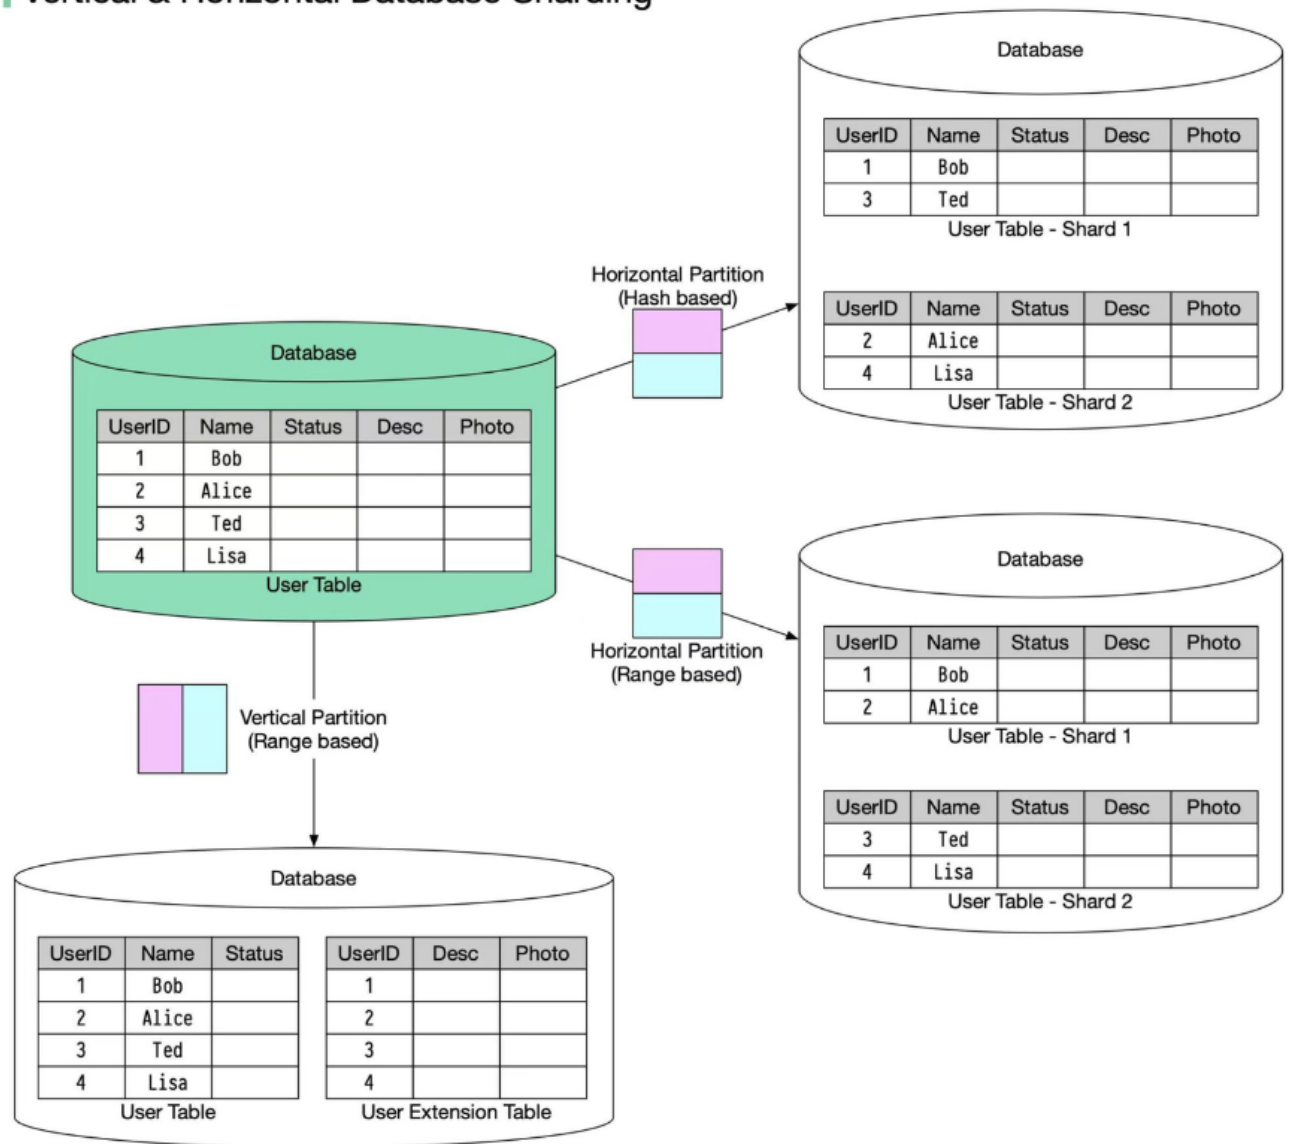 Vertical & Horizontal Database Sharding
Database
UserID Name Status Desc Photo
1 Bob
3 Ted
User Table - Shard 1
UserID Name Status Desc Photo
2 Alice
4 Lisa
User Table - Shard 2
Horizontal Partition
(Hash based)
Database
UserID Name Status Desc Photo
1 Bob
2 Alice
3 Ted
4 Lisa
User Table
Horizontal Partition
(Range based)
Database
UserID Name Status Desc Photo
1 Bob
2 Alice
User Table - Shard 1
UserID Name Status Desc Photo
3 Ted
4 Lisa
User Table - Shard 2
Vertical Partition
(Range based)
Database
UserID Name Status
1 Bob
2 Alice
3 Ted
4 Lisa
User Table
UserID Desc Photo
1
2
3
4
User Extension Table